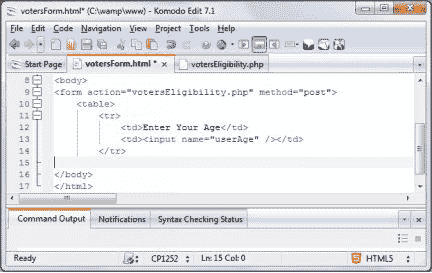 votersForm.html* (C:\wamp\www) - Komodo Edit 7.1
File Edit Code Navigation View Project Tools Help
Start Page votersForm.html * votersEligibility.php
8 <body>
9 <form action="votersEligibility.php" method="post">
10 <table>
11 <tr>
12 <td>Enter Your Age</td>
13 <td><input name="userAge" /></td>
14 </tr>
15
16 </body>
17 </html>
Command Output Notifications Syntax Checking Status
Ready CP1252 Ln: 15 Col: 0 HTML5